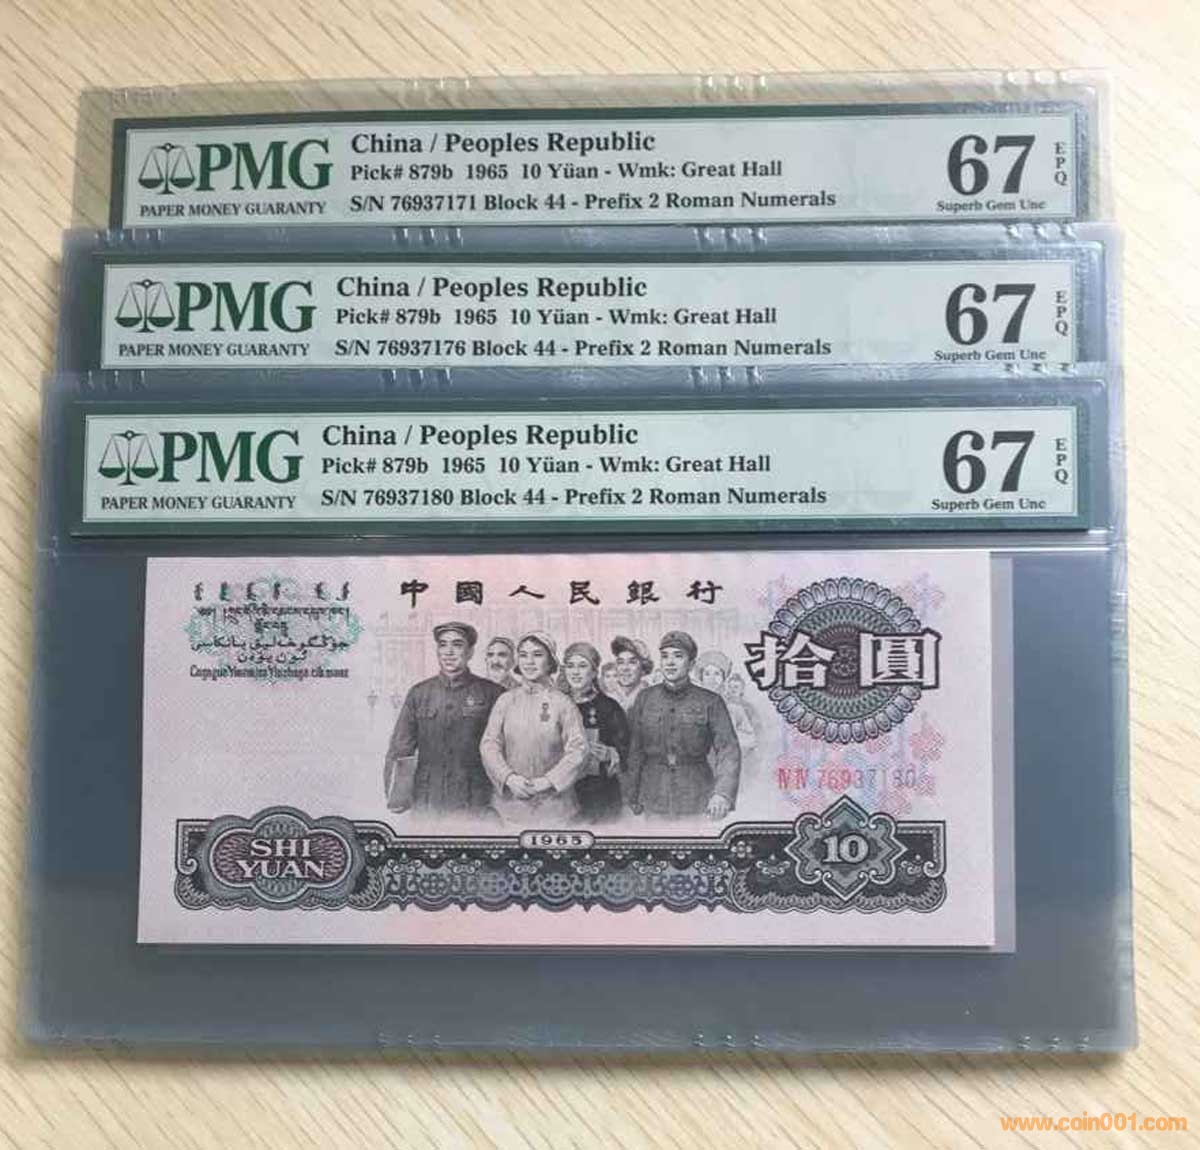 PMG
PAPER MONEY GUARANTY
China / Peoples Republic
Pick# 879b 1965 10 Yüan - Wmk: Great Hall
S/N 76937171 Block 44 - Prefix 2 Roman Numerals
67
EPQ
Superb Gem Unc
PMG
PAPER MONEY GUARANTY
China / Peoples Republic
Pick# 879b 1965 10 Yüan - Wmk: Great Hall
S/N 76937176 Block 44 - Prefix 2 Roman Numerals
67
EPQ
Superb Gem Unc
PMG
PAPER MONEY GUARANTY
China / Peoples Republic
Pick# 879b 1965 10 Yüan - Wmk: Great Hall
S/N 76937180 Block 44 - Prefix 2 Roman Numerals
67
EPQ
Superb Gem Unc
中國人民銀行
拾圓
ⅣⅣ 76937180
1965
SHI
YUAN
10
www.coin001.com